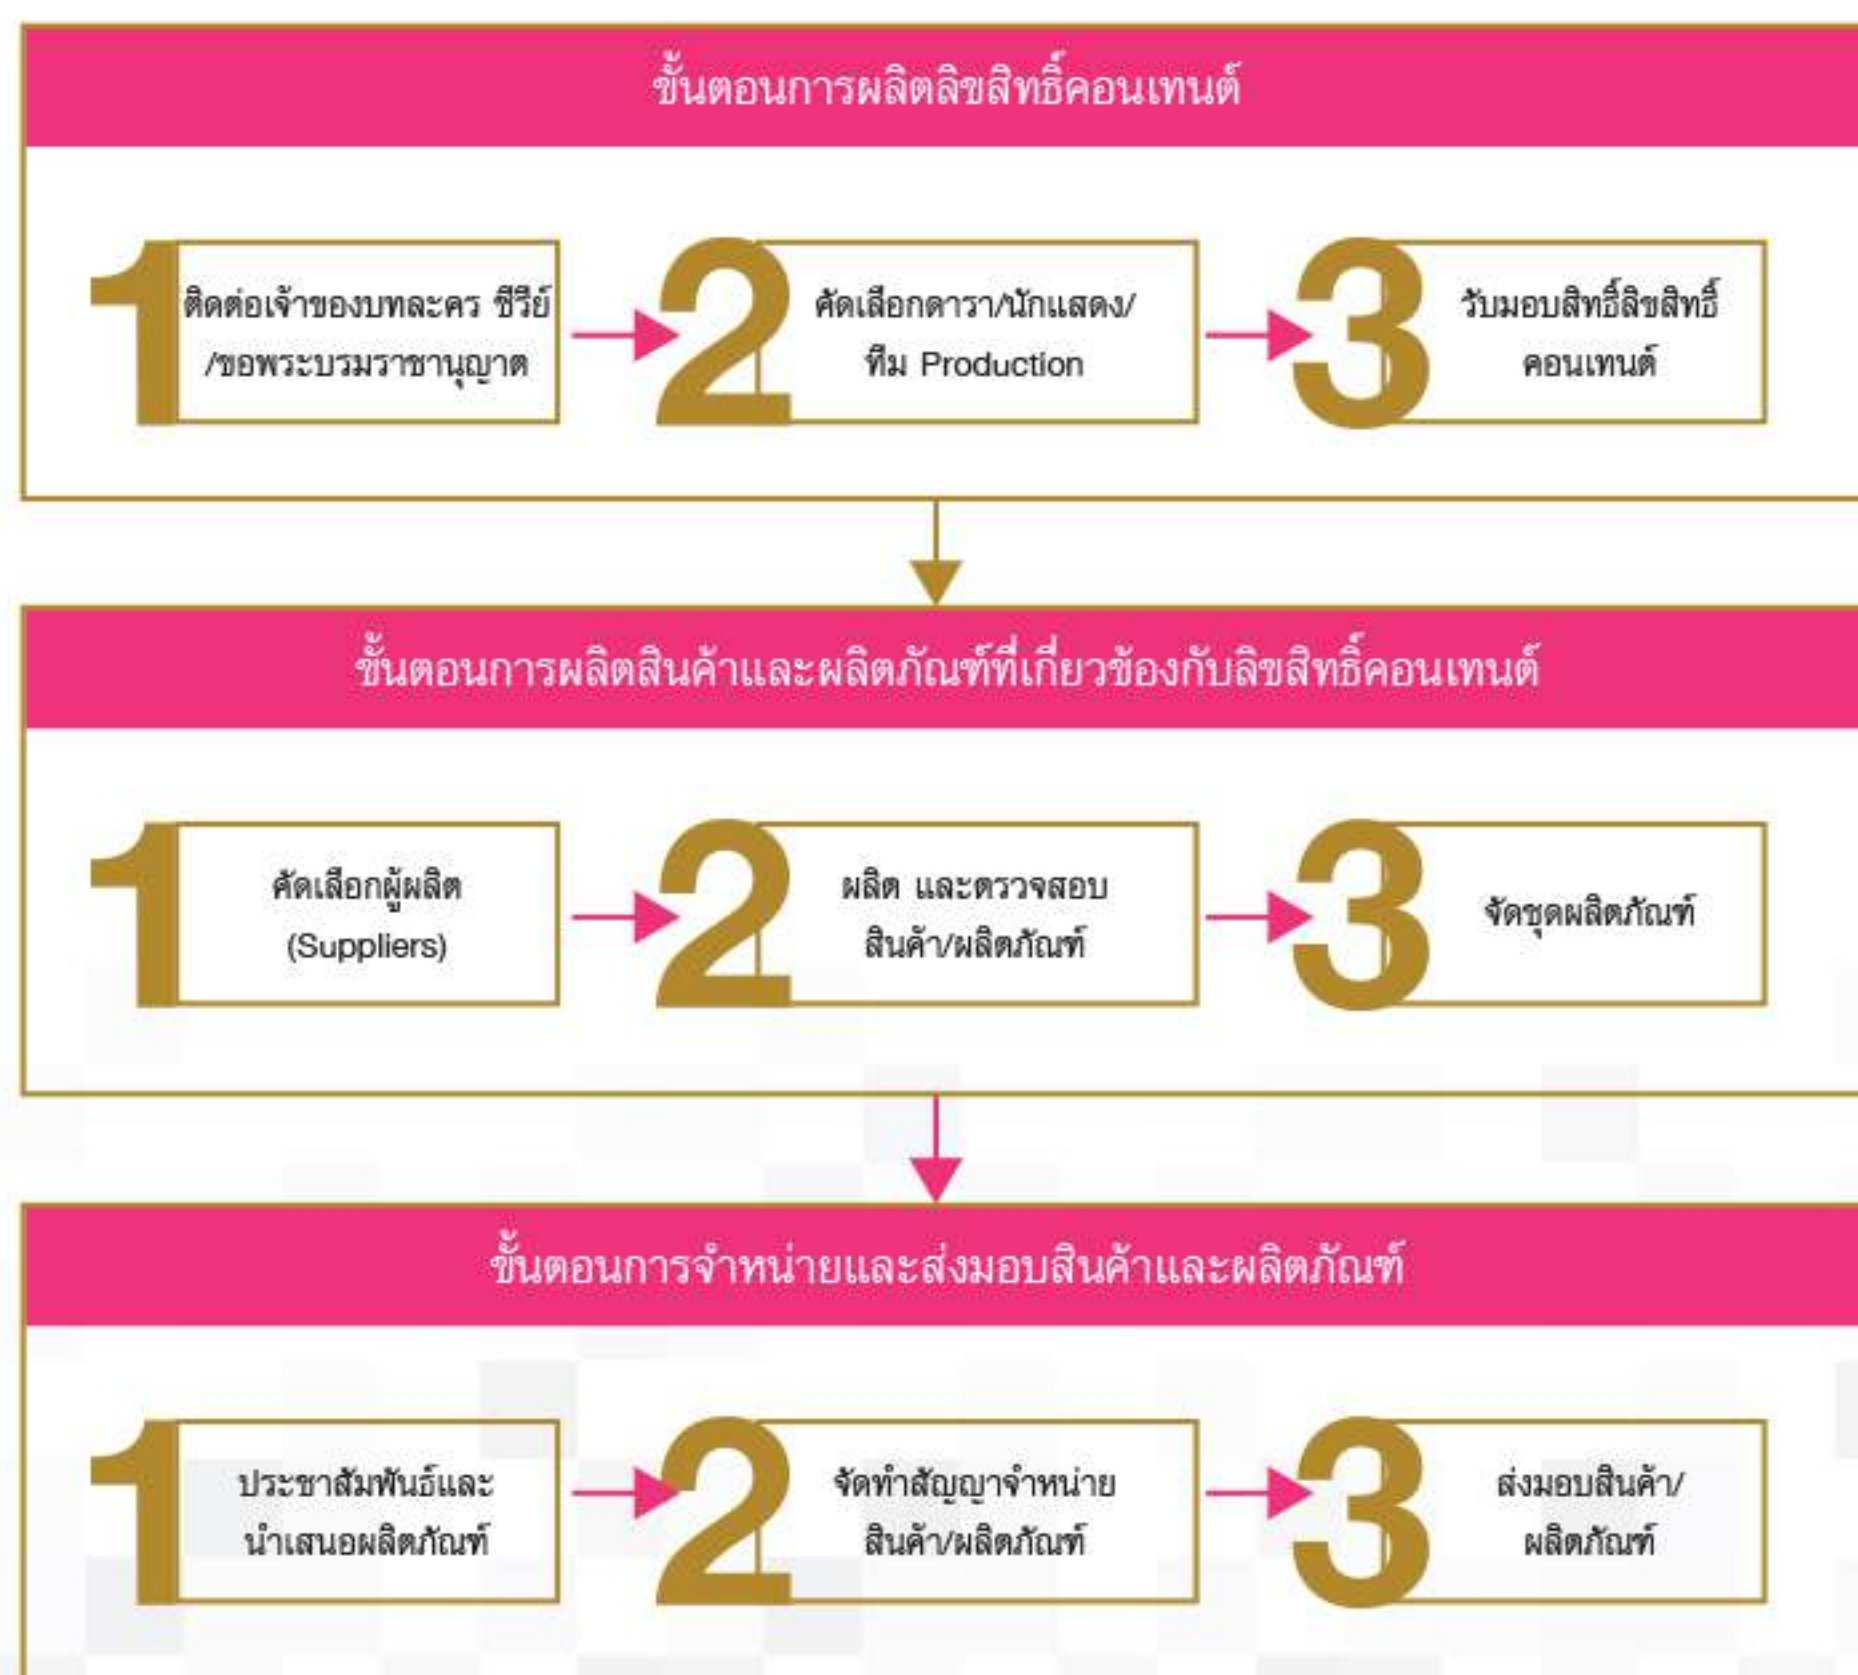 ขั้นตอนการผลิตลิขสิทธิ์คอนเทนต์
1
ติดต่อเจ้าของบทละคร ซีรีย์
/ขอพระบรมราชานุญาต
2
คัดเลือกดารา/นักแสดง/
ทีม Production
3
รับมอบสิทธิ์ลิขสิทธิ์
คอนเทนต์
ขั้นตอนการผลิตสินค้าและผลิตภัณฑ์ที่เกี่ยวข้องกับลิขสิทธิ์คอนเทนต์
1
คัดเลือกผู้ผลิต
(Suppliers)
2
ผลิต และตรวจสอบ
สินค้า/ผลิตภัณฑ์
3
จัดชุดผลิตภัณฑ์
ขั้นตอนการจำหน่ายและส่งมอบสินค้าและผลิตภัณฑ์
1
ประชาสัมพันธ์และ
นำเสนอผลิตภัณฑ์
2
จัดทำสัญญาจำหน่าย
สินค้า/ผลิตภัณฑ์
3
ส่งมอบสินค้า/
ผลิตภัณฑ์